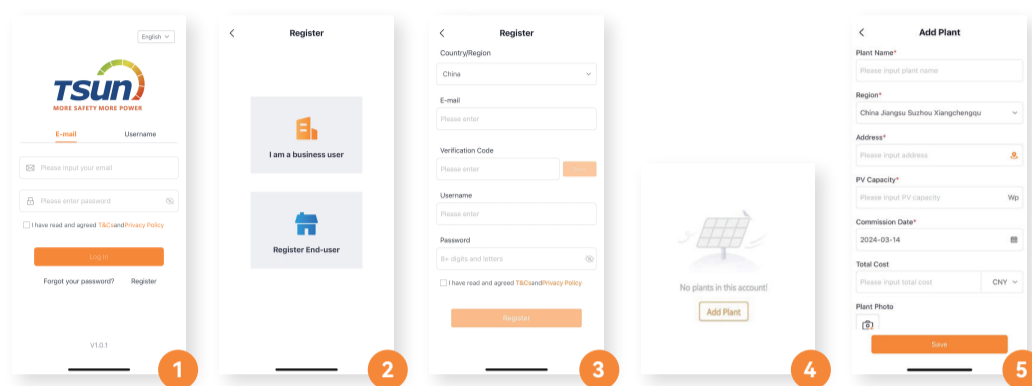 English
TSUN
MORE SAFETY MORE POWER
E-mail Username
Please input your email
Please enter password
I have read and agreed T&CsandPrivacy Policy
Log In
Forgot your password? Register
V1.0.1
1
Register
I am a business user
Register End-user
2
Register
Country/Region
China
E-mail
Please enter
Verification Code
Please enter
Username
Please enter
Password
8+ digits and letters
I have read and agreed T&CsandPrivacy Policy
Register
3
No plants in this account!
Add Plant
4
Add Plant
Plant Name*
Please input plant name
Region*
China Jiangsu Suzhou Xiangchengqu
Address*
Please input address
PV Capacity*
Please input PV capacity Wp
Commission Date*
2024-03-14
Total Cost
Please input total cost CNY
Plant Photo
Save
5